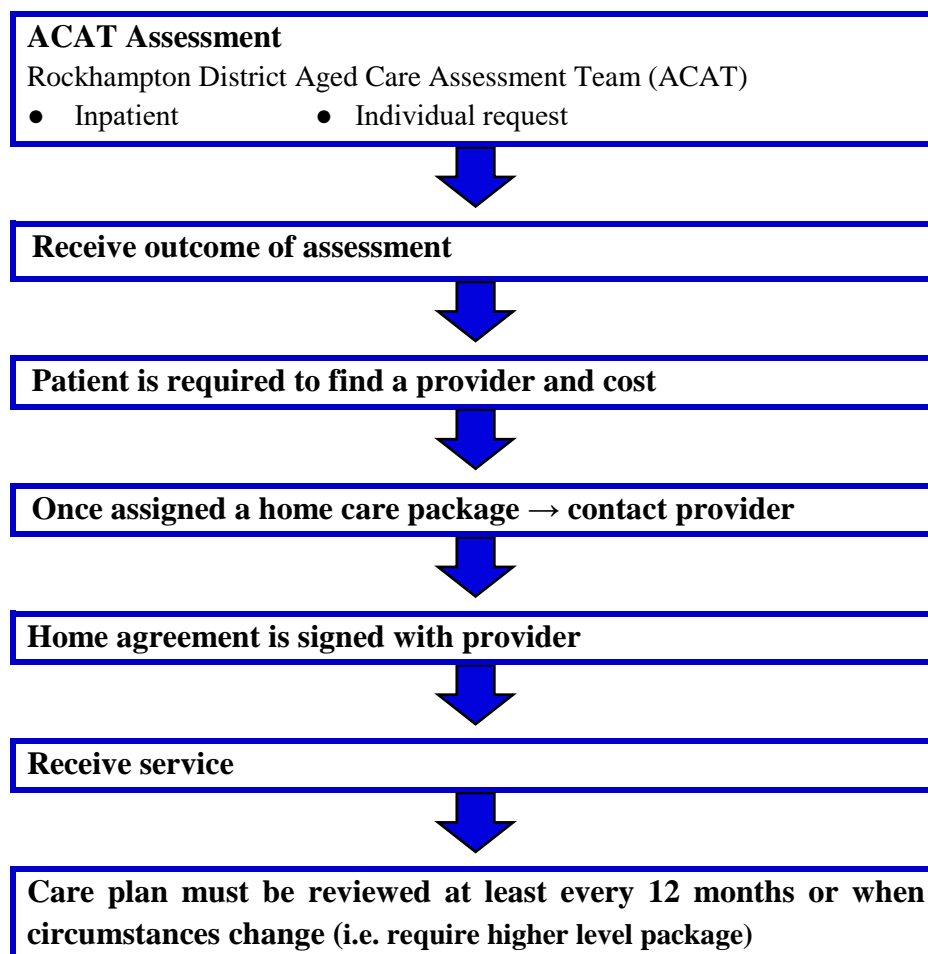 ACAT Assessment
Rockhampton District Aged Care Assessment Team (ACAT)
● Inpatient ● Individual request
Receive outcome of assessment
Patient is required to find a provider and cost
Once assigned a home care package → contact provider
Home agreement is signed with provider
Receive service
Care plan must be reviewed at least every 12 months or when
circumstances change (i.e. require higher level package)